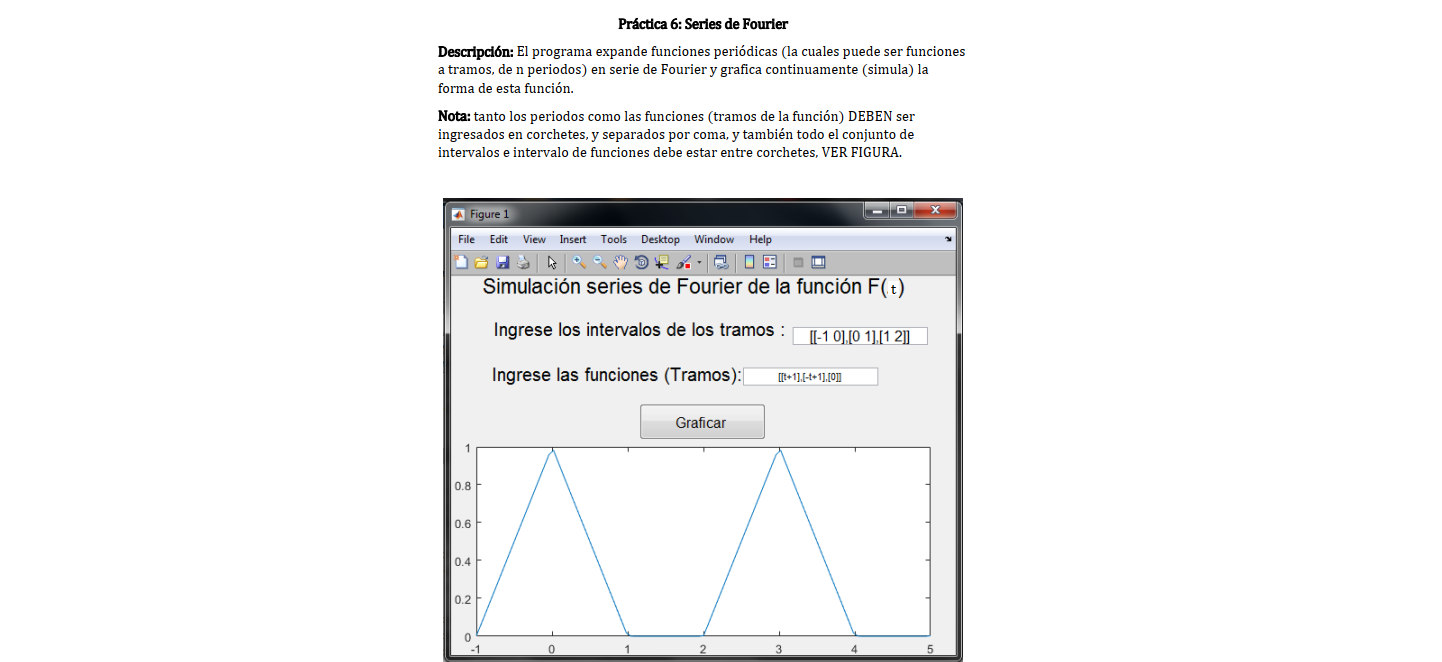 Práctica 6: Series de Fourier
Descripción: El programa expande funciones periódicas (la cuales puede ser funciones
a tramos, de n periodos) en serie de Fourier y grafica continuamente (simula) la
forma de esta función.
Nota: tanto los periodos como las funciones (tramos de la función) DEBEN ser
ingresados en corchetes, y separados por coma, y también todo el conjunto de
intervalos e intervalo de funciones debe estar entre corchetes, VER FIGURA.
Figure 1
File Edit View Insert Tools Desktop Window Help
Simulación series de Fourier de la función F( t )
Ingrese los intervalos de los tramos : [[-1 0],[0 1],[1 2]]
Ingrese las funciones (Tramos): [[t+1],[-t+1],[0]]
Graficar
1
0.8
0.6
0.4
0.2
0
-1 0 1 2 3 4 5